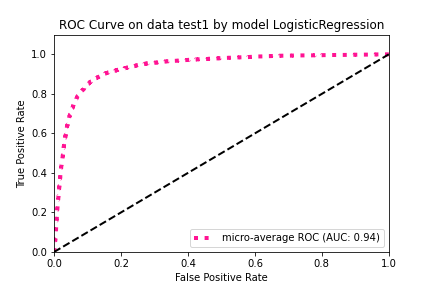 ROC Curve on data test1 by model LogisticRegression
True Positive Rate
1.0
0.8
0.6
0.4
0.2
0.0
micro-average ROC (AUC: 0.94)
0.0 0.2 0.4 0.6 0.8 1.0
False Positive Rate